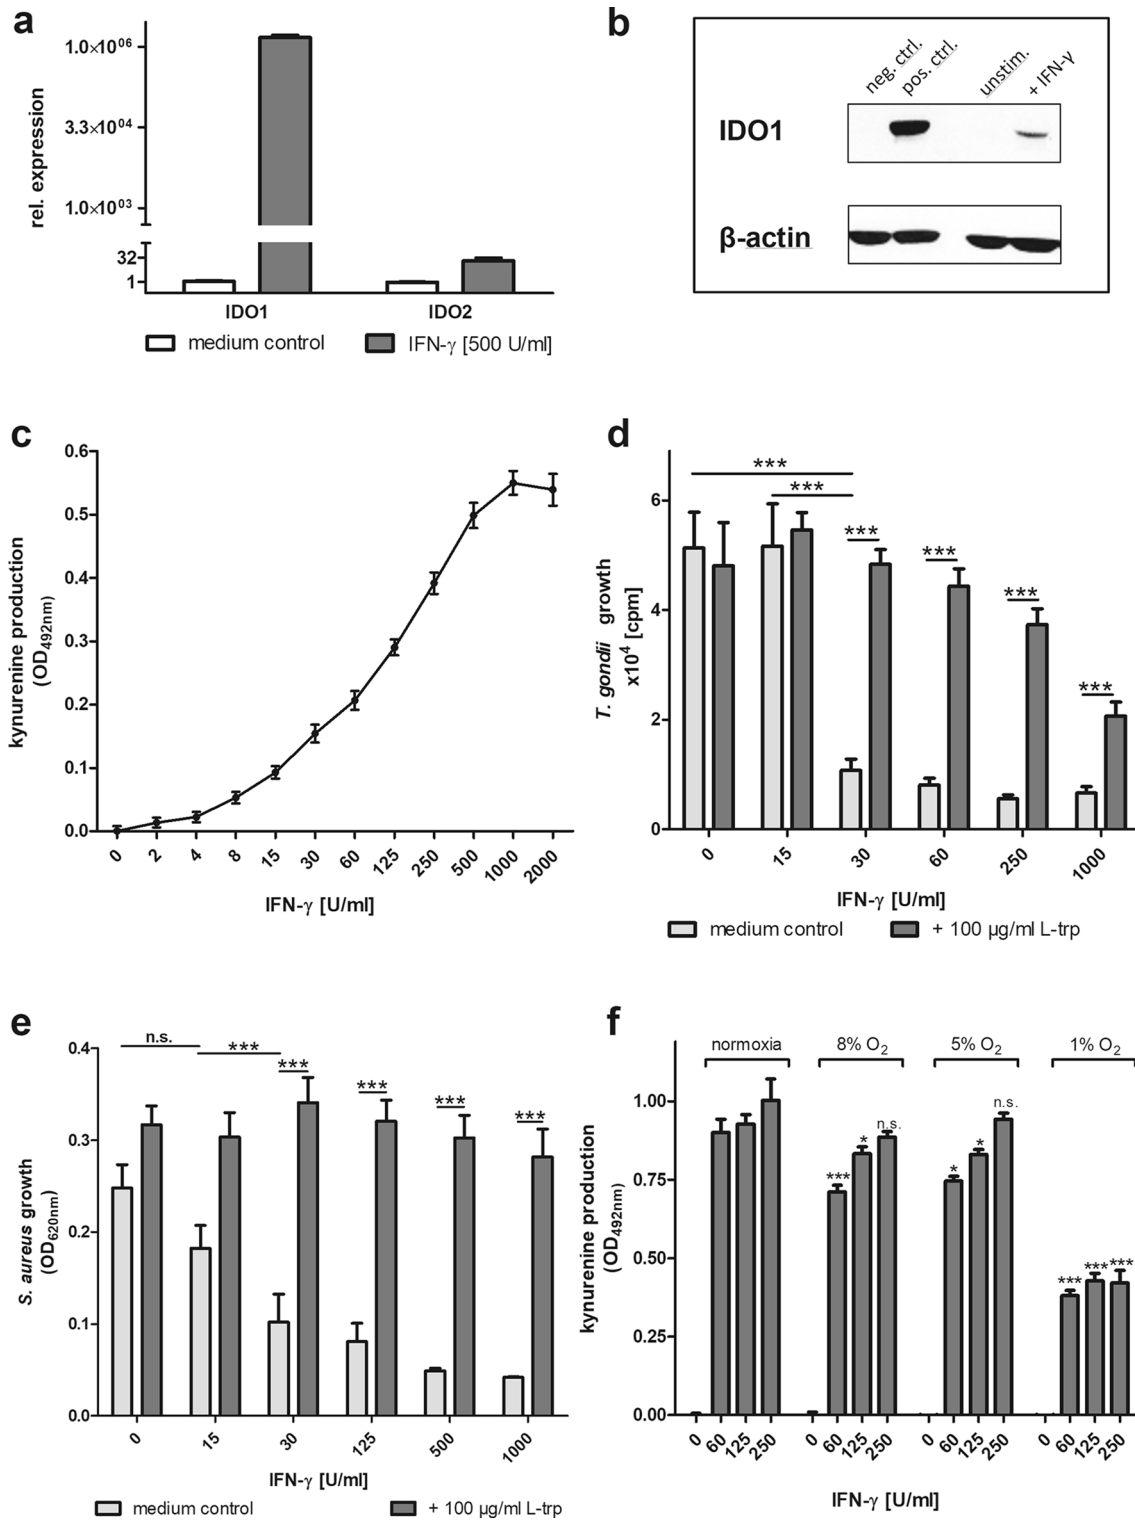 a
rel. expression
1.0×10⁰⁶
3.3×10⁰⁴
1.0×10⁰³
32
1
IDO1 IDO2
medium control IFN-γ [500 U/ml]
b
neg. ctrl.
pos. ctrl.
unstim.
+ IFN-γ
IDO1
β-actin
c
kynurenine production
(OD492nm)
0.6
0.5
0.4
0.3
0.2
0.1
0.0
0 2 4 8 15 30 60 125 250 500 1000 2000
IFN-γ [U/ml]
d
T. gondii growth
x10⁴ [cpm]
6
4
2
0
***
***
*** *** *** ***
0 15 30 60 250 1000
IFN-γ [U/ml]
medium control + 100 µg/ml L-trp
e
S. aureus growth
(OD620nm)
0.4
0.3
0.2
0.1
0.0
n.s.
***
*** *** *** ***
0 15 30 125 500 1000
IFN-γ [U/ml]
medium control + 100 µg/ml L-trp
f
kynurenine production
(OD492nm)
normoxia 8% O₂ 5% O₂ 1% O₂
1.00
0.75
0.50
0.25
0.00
*** * n.s.
* * n.s.
*** *** ***
0 60 125 250 0 60 125 250 0 60 125 250 0 60 125 250
IFN-γ [U/ml]